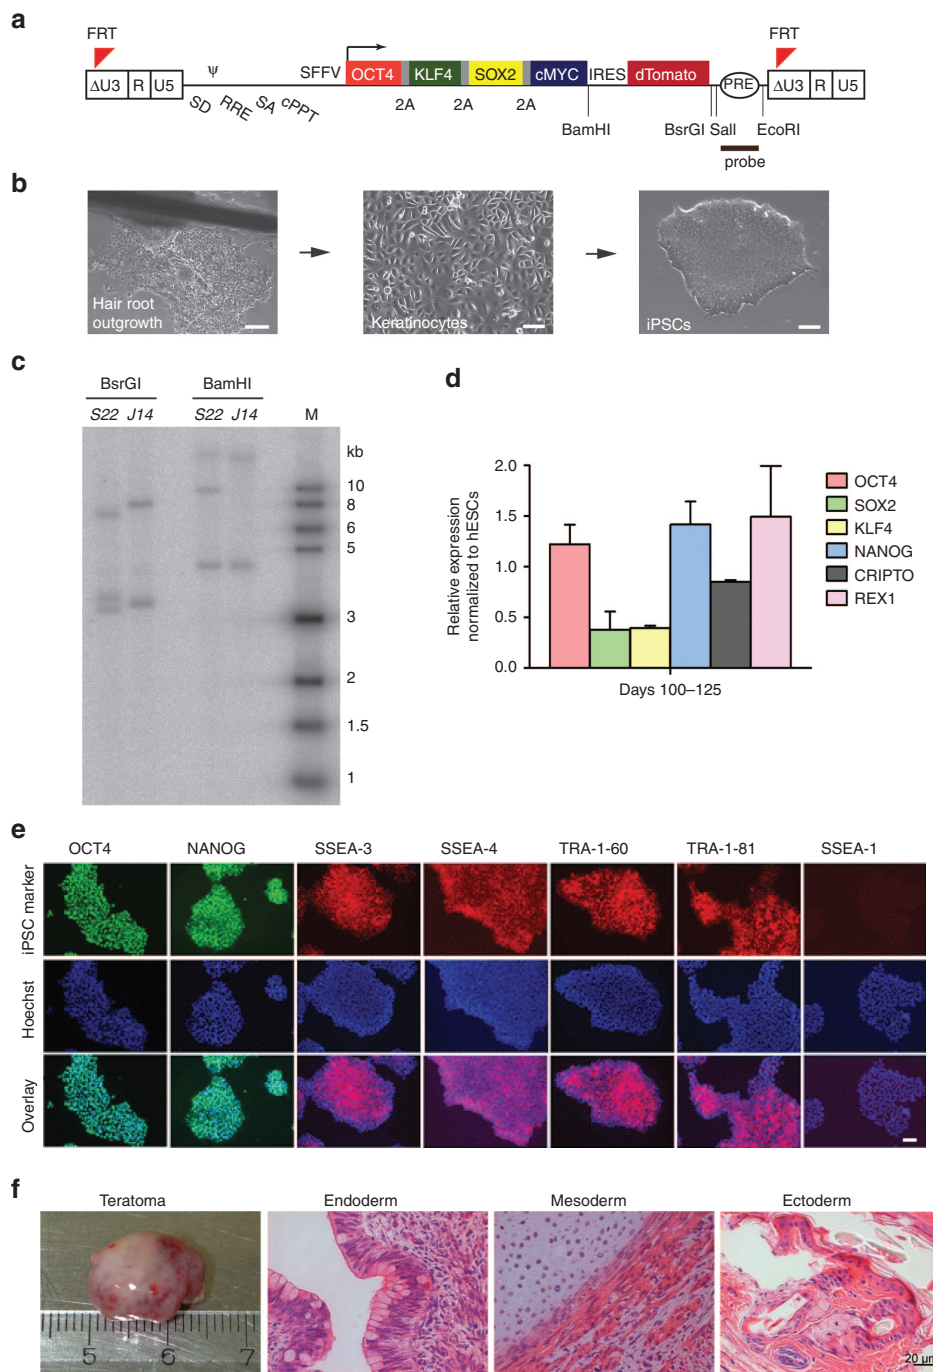 a
FRT FRT
ΔU3 R U5 ψ SFFV OCT4 KLF4 SOX2 cMYC IRES dTomato PRE ΔU3 R U5
SD RRE SA cPPT 2A 2A 2A
BamHI BsrGI SalI EcoRI
probe
b
Hair root
outgrowth
Keratinocytes
iPSCs
c
BsrGI BamHI
S22 J14 S22 J14 M
kb
10
8
6
5
3
2
1.5
1
d
Relative expression
normalized to hESCs
2.0
1.5
1.0
0.5
0.0
Days 100–125
OCT4
SOX2
KLF4
NANOG
CRIPTO
REX1
e
OCT4 NANOG SSEA-3 SSEA-4 TRA-1-60 TRA-1-81 SSEA-1
iPSC marker
Hoechst
Overlay
f
Teratoma Endoderm Mesoderm Ectoderm
5 6 7
20 μm